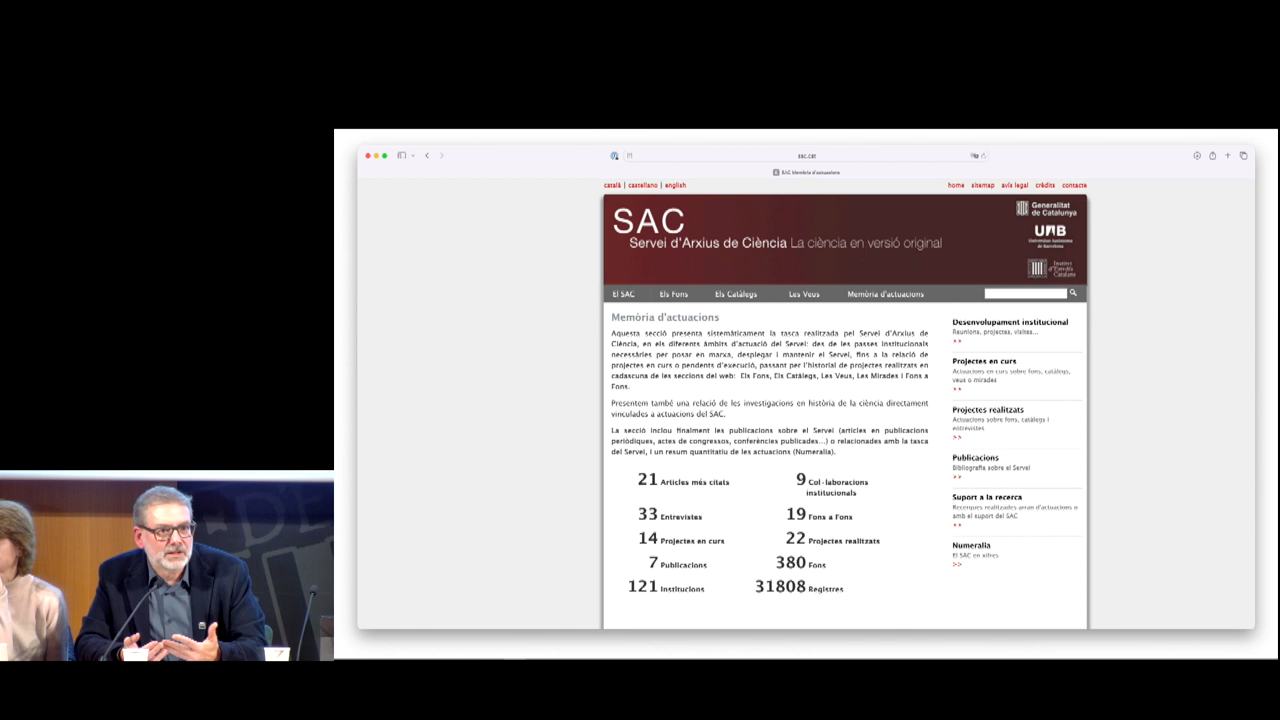 sac.cat
SAC Memòria d'actuacions
català | castellano | english
home sitemap avís legal crèdits contacte
SAC
Servei d'Arxius de Ciència La ciència en versió original
Generalitat
de Catalunya
UAB
Universitat Autònoma
de Barcelona
Institut
d'Estudis
Catalans
El SAC Els Fons Els Catàlegs Les Veus Memòria d'actuacions
Memòria d'actuacions
Aquesta secció presenta sistemàticament la tasca realitzada pel Servei d'Arxius de
Ciència, en els diferents àmbits d'actuació del Servei: des de les passes institucionals
necessàries per posar en marxa, desplegar i mantenir el Servei, fins a la relació de
projectes en curs o pendents d'execució, passant per l'historial de projectes realitzats en
cadascuna de les seccions del web: Els Fons, Els Catàlegs, Les Veus, Les Mirades i Fons a
Fons.
Presentem també una relació de les investigacions en història de la ciència directament
vinculades a actuacions del SAC.
La secció inclou finalment les publicacions sobre el Servei (articles en publicacions
periòdiques, actes de congressos, conferències publicades...) o relacionades amb la tasca
del Servei, i un resum quantitatiu de les actuacions (Numeralia).
21 Articles més citats
9 Col·laboracions
institucionals
33 Entrevistes
19 Fons a Fons
14 Projectes en curs
22 Projectes realitzats
7 Publicacions
380 Fons
121 Institucions
31808 Registres
Desenvolupament institucional
Reunions, projectes, visites...
>>
Projectes en curs
Actuacions en curs sobre fons, catàlegs,
veus o mirades
>>
Projectes realitzats
Actuacions sobre fons, catàlegs i
entrevistes
>>
Publicacions
Bibliografia sobre el Servei
>>
Suport a la recerca
Recerques realitzades arran d'actuacions o
amb el suport del SAC
>>
Numeralia
El SAC en xifres
>>